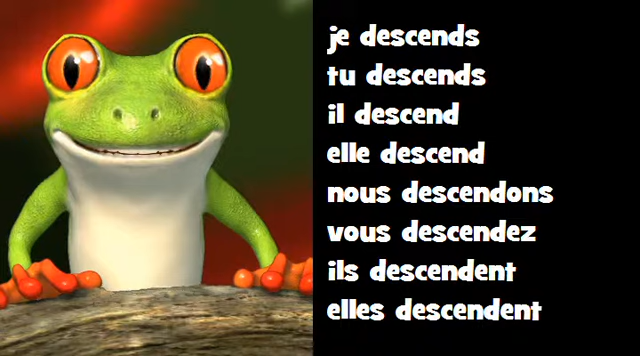 je descends
tu descends
il descend
elle descend
nous descendons
vous descendez
ils descendent
elles descendent